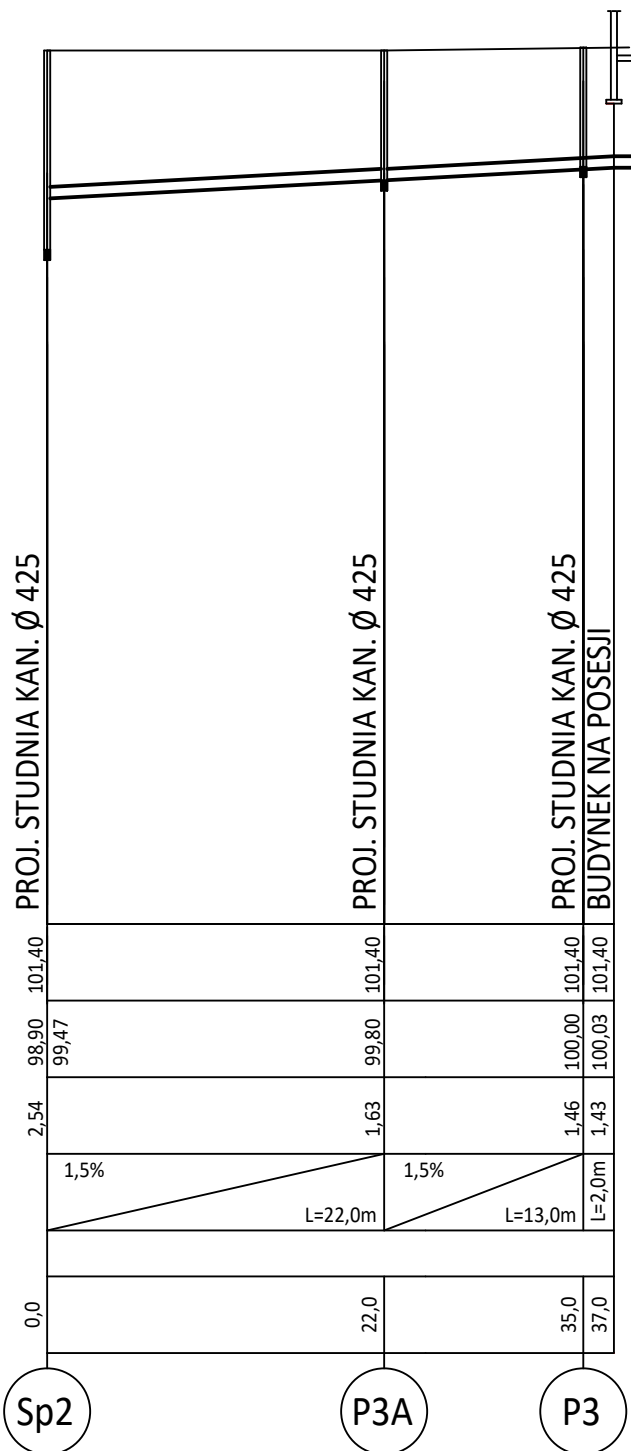 PROJ. STUDNIA KAN. Ø 425
PROJ. STUDNIA KAN. Ø 425
PROJ. STUDNIA KAN. Ø 425
BUDYNEK NA POSESJI
101,40
101,40
101,40
101,40
98,90
99,47
99,80
100,00
100,03
2,54
1,63
1,46
1,43
1,5%
L=22,0m
1,5%
L=13,0m
L=2,0m
0,0
22,0
35,0
37,0
Sp2
P3A
P3